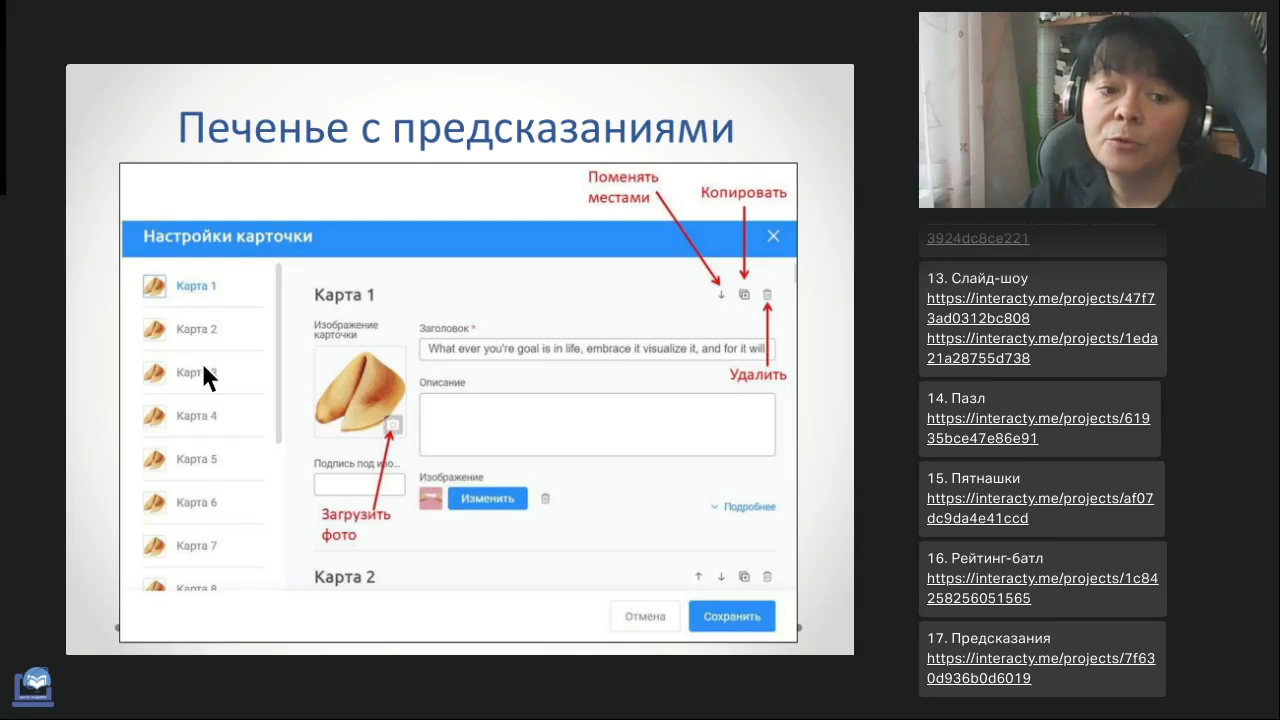 Печенье с предсказаниями
Поменять
местами
Копировать
Настройки карточки
Карта 1
Карта 2
Карта 4
Карта 5
Карта 6
Карта 7
Карта 8
Карта 1
Изображение
карточки
Заголовок *
What ever you're goal is in life, embrace it visualize it, and for it will
Удалить
Описание
Подпись под изо...
Изображение
Изменить
Подробнее
Загрузить
фото
Карта 2
Отмена
Сохранить
3924dc8ce221
13. Слайд-шоу
https://interacty.me/projects/47f7
3ad0312bc808
https://interacty.me/projects/1eda
21a28755d738
14. Пазл
https://interacty.me/projects/619
35bce47e86e91
15. Пятнашки
https://interacty.me/projects/af07
dc9da4e41ccd
16. Рейтинг-батл
https://interacty.me/projects/1c84
258256051565
17. Предсказания
https://interacty.me/projects/7f63
0d936b0d6019